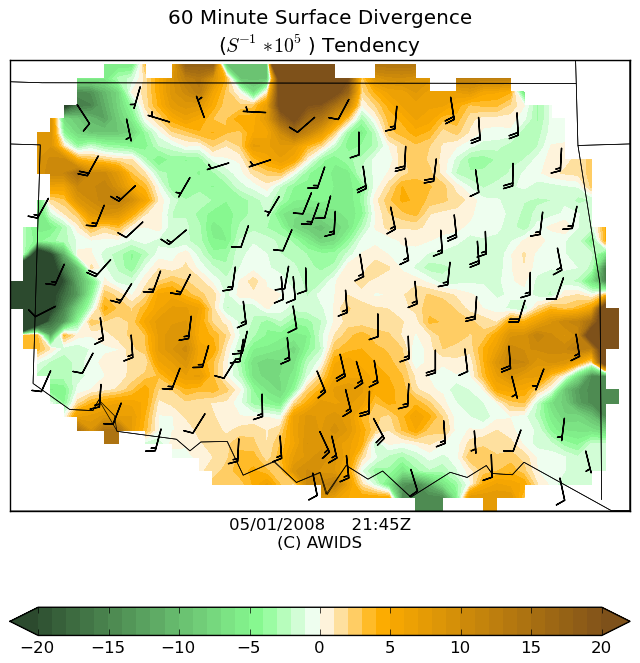 60 Minute Surface Divergence
(S⁻¹ *10⁵ ) Tendency
05/01/2008 21:45Z
(C) AWIDS
−20 −15 −10 −5 0 5 10 15 20